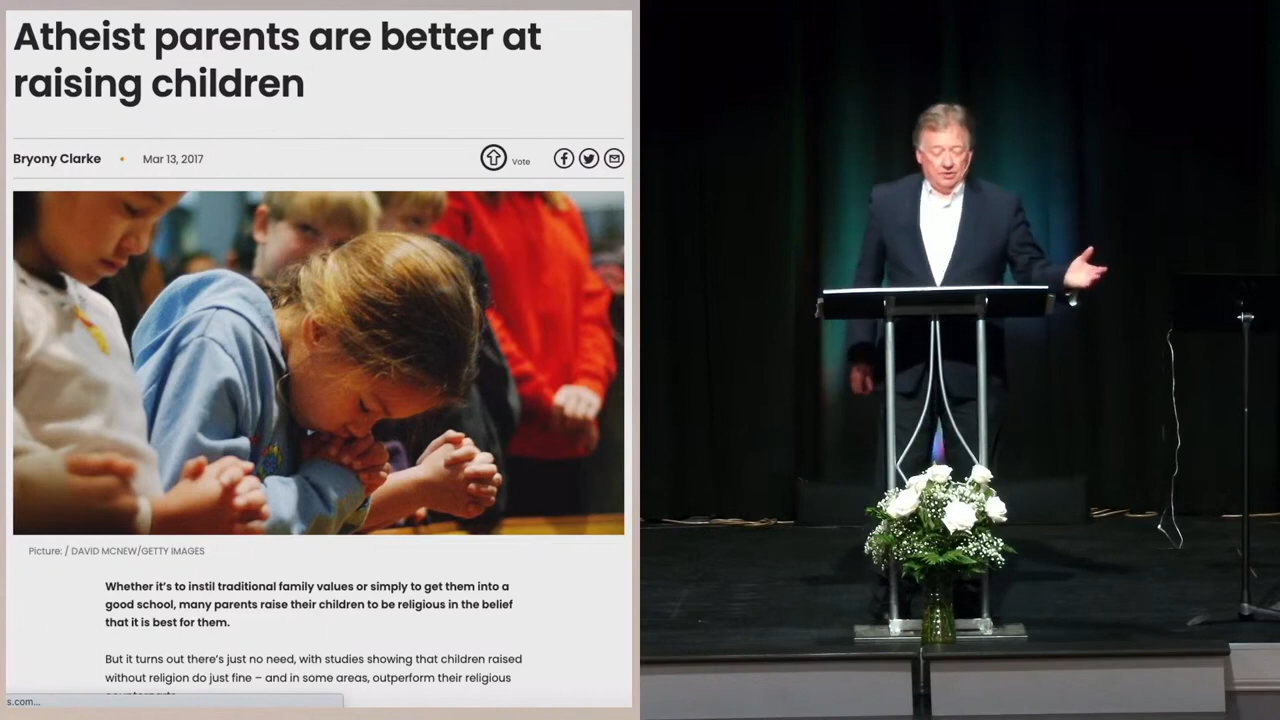 Atheist parents are better at
raising children
Bryony Clarke • Mar 13, 2017
Vote
Picture: / DAVID MCNEW/GETTY IMAGES
Whether it's to instil traditional family values or simply to get them into a
good school, many parents raise their children to be religious in the belief
that it is best for them.
But it turns out there's just no need, with studies showing that children raised
without religion do just fine – and in some areas, outperform their religious
s.com...